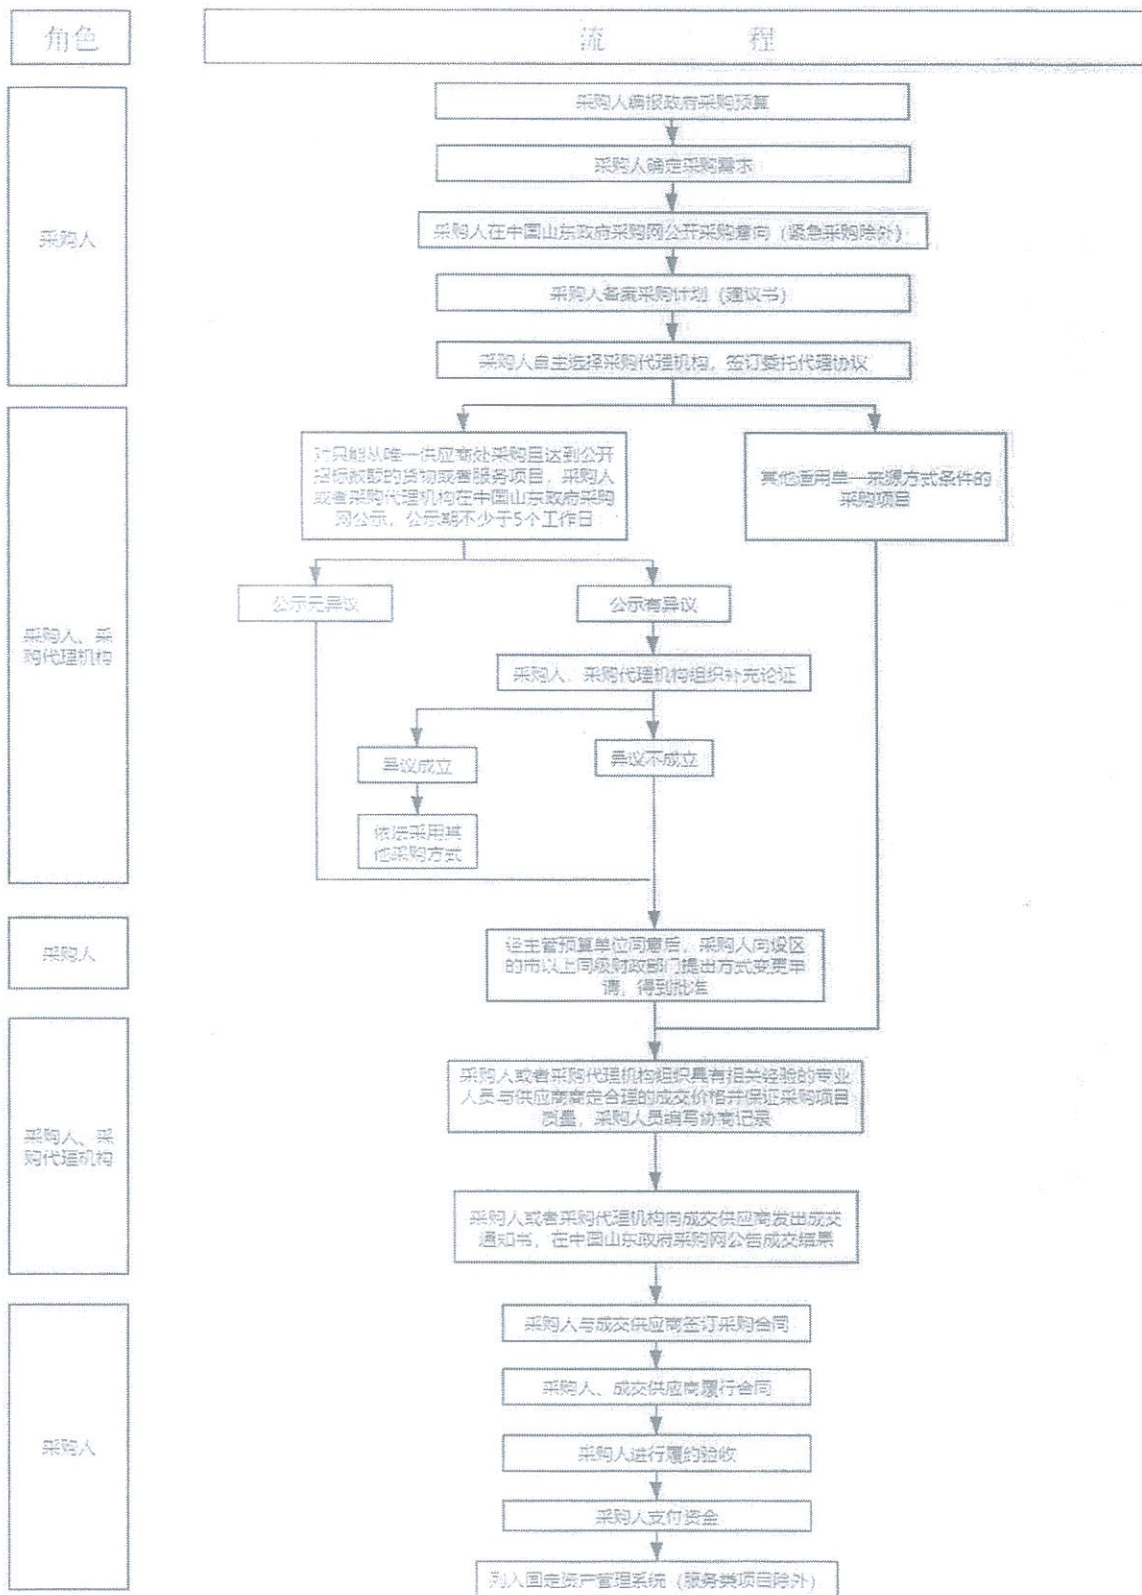 角色
流 程
采购人编报政府采购预算
采购人确定采购需求
采购人
采购人在中国山东政府采购网公开采购意向（紧急采购除外）
采购人备案采购计划（建议书）
采购人自主选择采购代理机构，签订委托代理协议
对只能从唯一供应商处采购且达到公开
招标数额的货物或者服务项目，采购人
或者采购代理机构在中国山东政府采购
网公示，公示期不少于5个工作日
其他适用单一来源方式条件的
采购项目
公示无异议
公示有异议
采购人、采
购代理机构
采购人、采购代理机构组织补充论证
异议成立
异议不成立
依法采用其
他采购方式
采购人
经主管预算单位同意后，采购人向设区
的市以上同级财政部门提出方式变更申
请，得到批准
采购人或者采购代理机构组织具有相关经验的专业
人员与供应商商定合理的成交价格并保证采购项目
质量，采购人员编写协商记录
采购人、采
购代理机构
采购人或者采购代理机构向成交供应商发出成交
通知书，在中国山东政府采购网公告成交结果
采购人与成交供应商签订采购合同
采购人、成交供应商履行合同
采购人
采购人进行履约验收
采购人支付资金
列入固定资产管理系统（服务类项目除外）